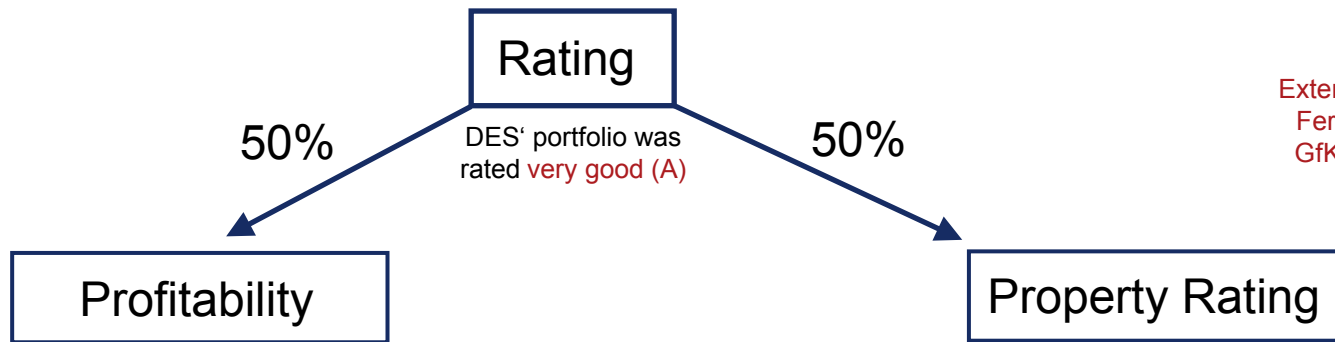 Rating
50%
DES‘ portfolio was
rated very good (A)
50%
Profitability
Property Rating